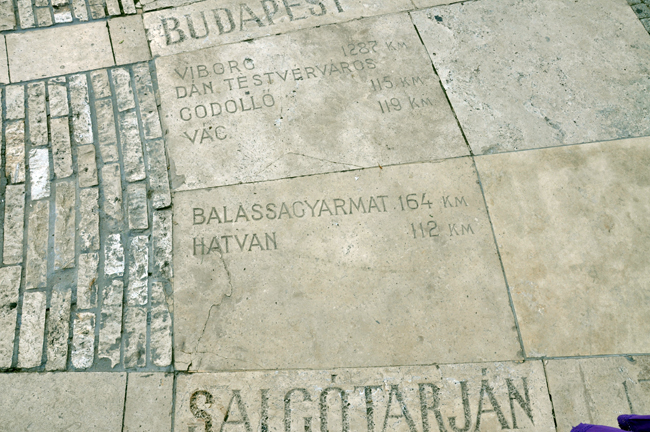 BUDAPEST
VIBORG 1287 KM
DÁN TESTVÉRVÁROS
GÖDÖLLŐ 115 KM
VÁC 119 KM
BALASSAGYARMAT 164 KM
HATVAN 112 KM
SALGÓTARJÁN